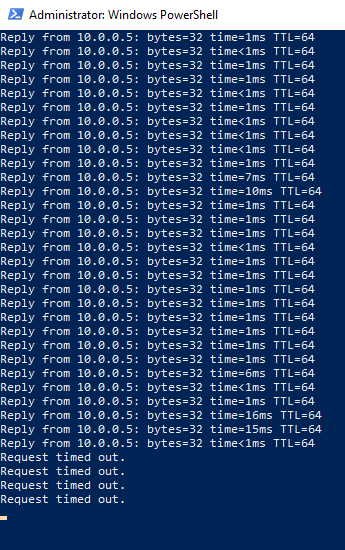 Administrator: Windows PowerShell
Reply from 10.0.0.5: bytes=32 time=1ms TTL=64
Reply from 10.0.0.5: bytes=32 time<1ms TTL=64
Reply from 10.0.0.5: bytes=32 time=1ms TTL=64
Reply from 10.0.0.5: bytes=32 time=1ms TTL=64
Reply from 10.0.0.5: bytes=32 time<1ms TTL=64
Reply from 10.0.0.5: bytes=32 time=1ms TTL=64
Reply from 10.0.0.5: bytes=32 time<1ms TTL=64
Reply from 10.0.0.5: bytes=32 time<1ms TTL=64
Reply from 10.0.0.5: bytes=32 time<1ms TTL=64
Reply from 10.0.0.5: bytes=32 time=1ms TTL=64
Reply from 10.0.0.5: bytes=32 time=7ms TTL=64
Reply from 10.0.0.5: bytes=32 time=10ms TTL=64
Reply from 10.0.0.5: bytes=32 time=1ms TTL=64
Reply from 10.0.0.5: bytes=32 time=1ms TTL=64
Reply from 10.0.0.5: bytes=32 time=1ms TTL=64
Reply from 10.0.0.5: bytes=32 time<1ms TTL=64
Reply from 10.0.0.5: bytes=32 time=1ms TTL=64
Reply from 10.0.0.5: bytes=32 time=1ms TTL=64
Reply from 10.0.0.5: bytes=32 time=1ms TTL=64
Reply from 10.0.0.5: bytes=32 time=1ms TTL=64
Reply from 10.0.0.5: bytes=32 time=1ms TTL=64
Reply from 10.0.0.5: bytes=32 time=1ms TTL=64
Reply from 10.0.0.5: bytes=32 time=1ms TTL=64
Reply from 10.0.0.5: bytes=32 time=1ms TTL=64
Reply from 10.0.0.5: bytes=32 time=6ms TTL=64
Reply from 10.0.0.5: bytes=32 time<1ms TTL=64
Reply from 10.0.0.5: bytes=32 time=1ms TTL=64
Reply from 10.0.0.5: bytes=32 time=16ms TTL=64
Reply from 10.0.0.5: bytes=32 time=15ms TTL=64
Reply from 10.0.0.5: bytes=32 time<1ms TTL=64
Request timed out.
Request timed out.
Request timed out.
Request timed out.